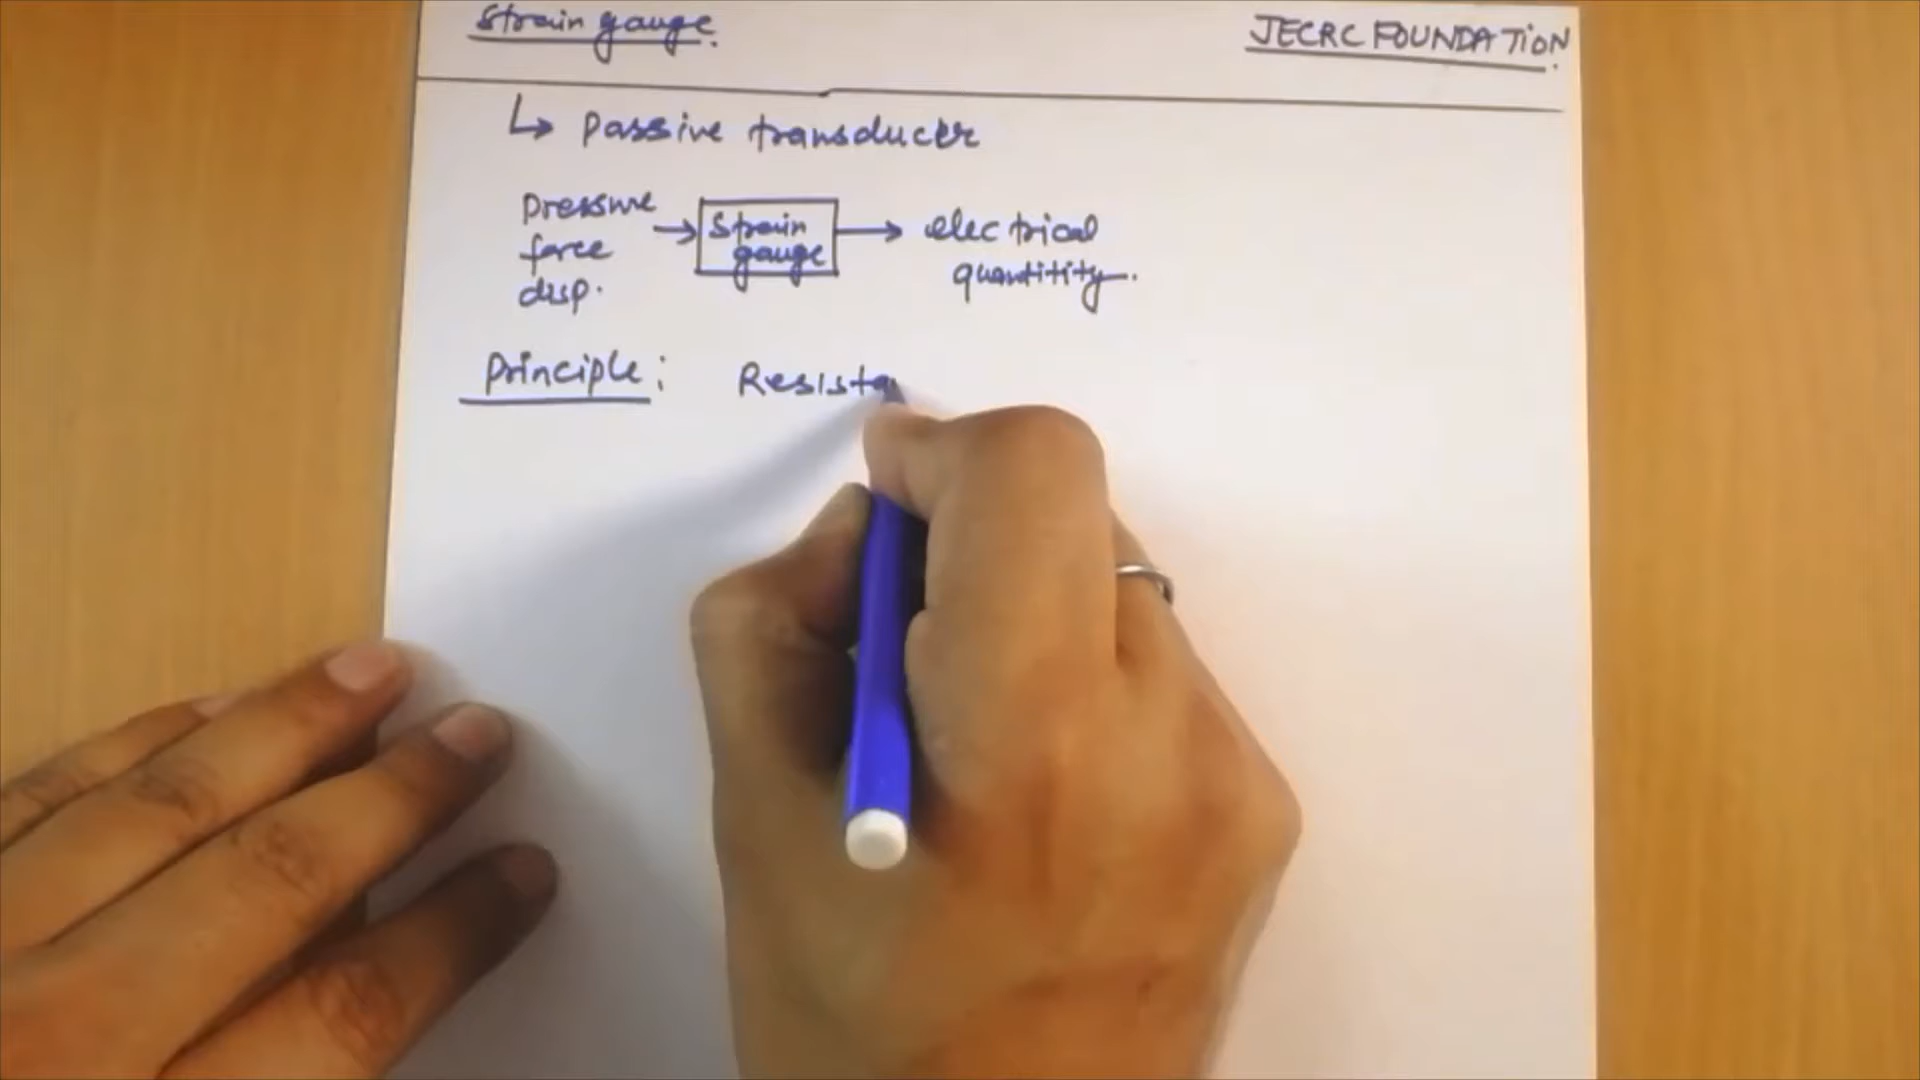 Strain gauge.
JECRC FOUNDATION.
↳ Passive transducer
Pressure
force
disp.
→ Strain
gauge →
electrical
quantitity.
Principle : Resista